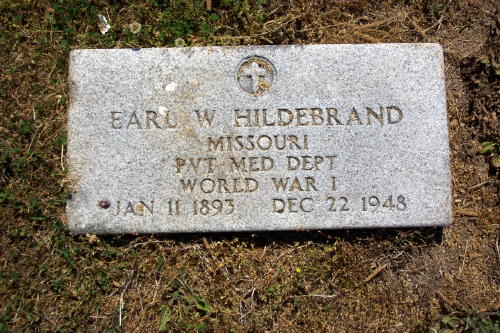 EARL W HILDEBRAND
MISSOURI
PVT MED DEPT
WORLD WAR I
JAN 11 1893 DEC 22 1948